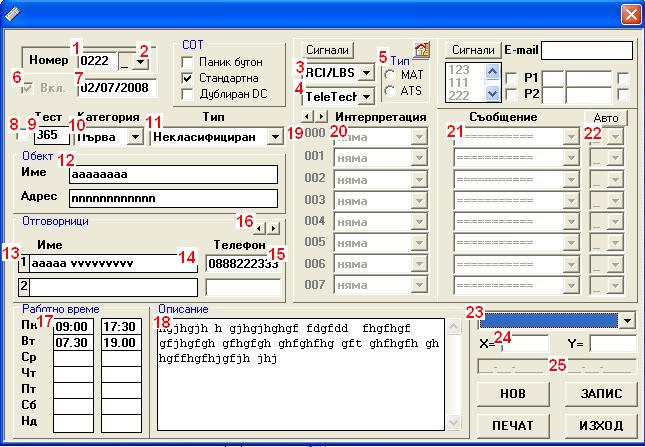 1 2
Номер 0222 _
6 7
Вкл. 02/07/2008
СОТ
Паник бутон
Стандартна
Дублиран DC
Сигнали
3 RCI/LBS
4 TeleTech
5 Тип
МАТ
ATS
Сигнали E-mail
123
111
222
P1
P2
8 9 Тест 10 Категория 11 Тип
365 Първа Некласифициран
Обект 12
Име аааааааа
Адрес nnnnnnnnnnnn
Отговорници 16
13 Име 14 Телефон 15
1 ааааа vvvvvvvvv 0888222333
2
19 20 Интерпретация
000 няма
001 няма
002 няма
003 няма
004 няма
005 няма
006 няма
007 няма
21 Съобщение 22 Авто
========== _
========== _
========== _
========== _
========== _
========== _
========== _
========== _
Работно време
17
Пн 09:00 17:30
Вт 07.30 19.00
Ср
Чт
Пт
Сб
Нд
Описание
18
hgjhgjh h gjhgjhghgf fdgfdd fhgfhgf
gfjhgfgh gfhgfgh ghfghfhg gft ghfhgfh gh
hgffhgfhjgfjh jhj
23
X= 24 Y=
25
НОВ ЗАПИС
ПЕЧАТ ИЗХОД